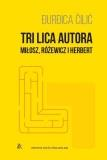 ĐURĐICA ČILIĆ
TRI LICA AUTORA
MIŁOSZ, RÓŻEWICZ I HERBERT